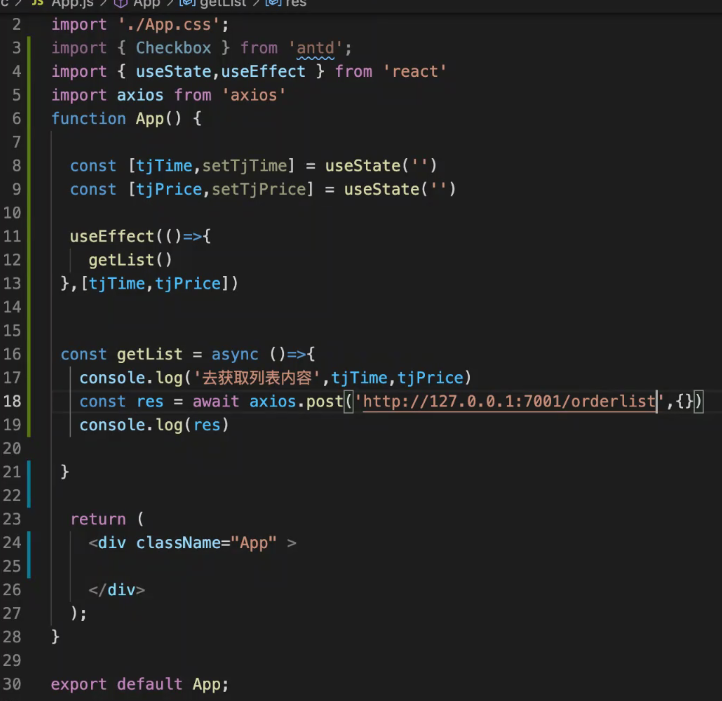 App.js > App > getList > res
2 import './App.css';
3 import { Checkbox } from 'antd';
4 import { useState,useEffect } from 'react'
5 import axios from 'axios'
6 function App() {
7
8 const [tjTime,setTjTime] = useState('')
9 const [tjPrice,setTjPrice] = useState('')
10
11 useEffect(()=>{
12 getList()
13 },[tjTime,tjPrice])
14
15
16 const getList = async ()=>{
17 console.log('去获取列表内容',tjTime,tjPrice)
18 const res = await axios.post('http://127.0.0.1:7001/orderlist',{})
19 console.log(res)
20
21 }
22
23 return (
24 <div className="App" >
25
26 </div>
27 );
28 }
29
30 export default App;